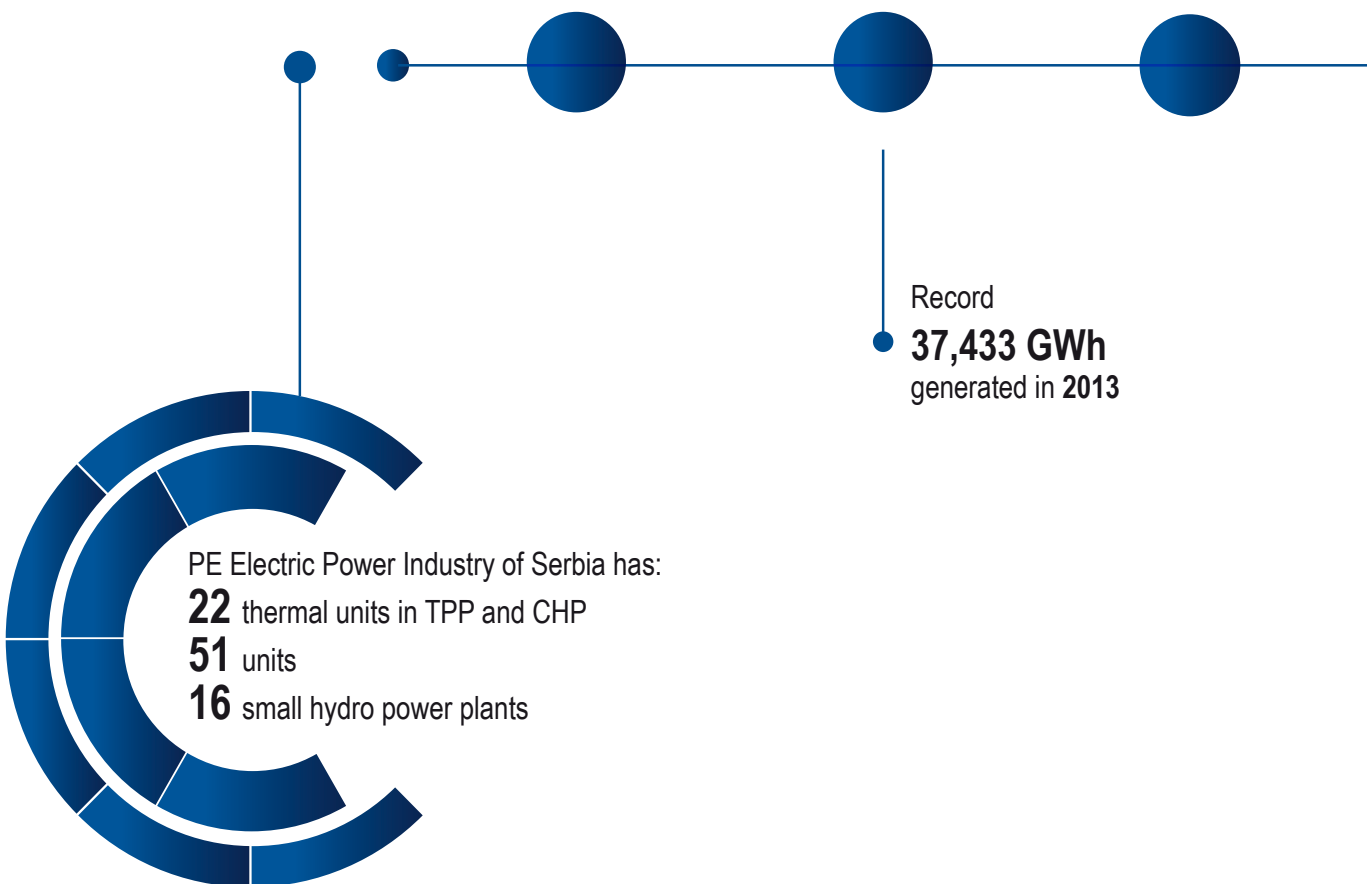 Record
37,433 GWh
generated in 2013
PE Electric Power Industry of Serbia has:
22 thermal units in TPP and CHP
51 units
16 small hydro power plants